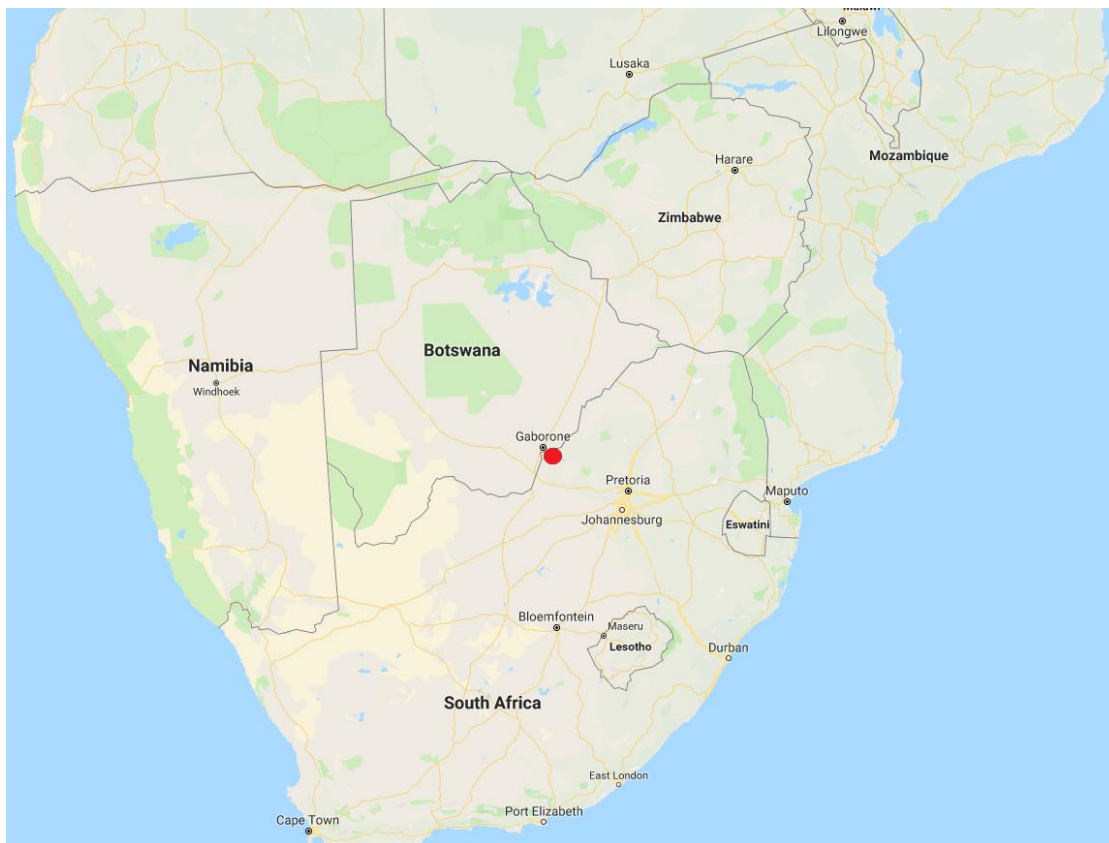 Malawi
Lilongwe
Lusaka
Mozambique
Harare
Zimbabwe
Botswana
Namibia
Windhoek
Gaborone
Pretoria
Maputo
Johannesburg
Eswatini
Bloemfontein
Maseru
Lesotho
Durban
South Africa
East London
Port Elizabeth
Cape Town